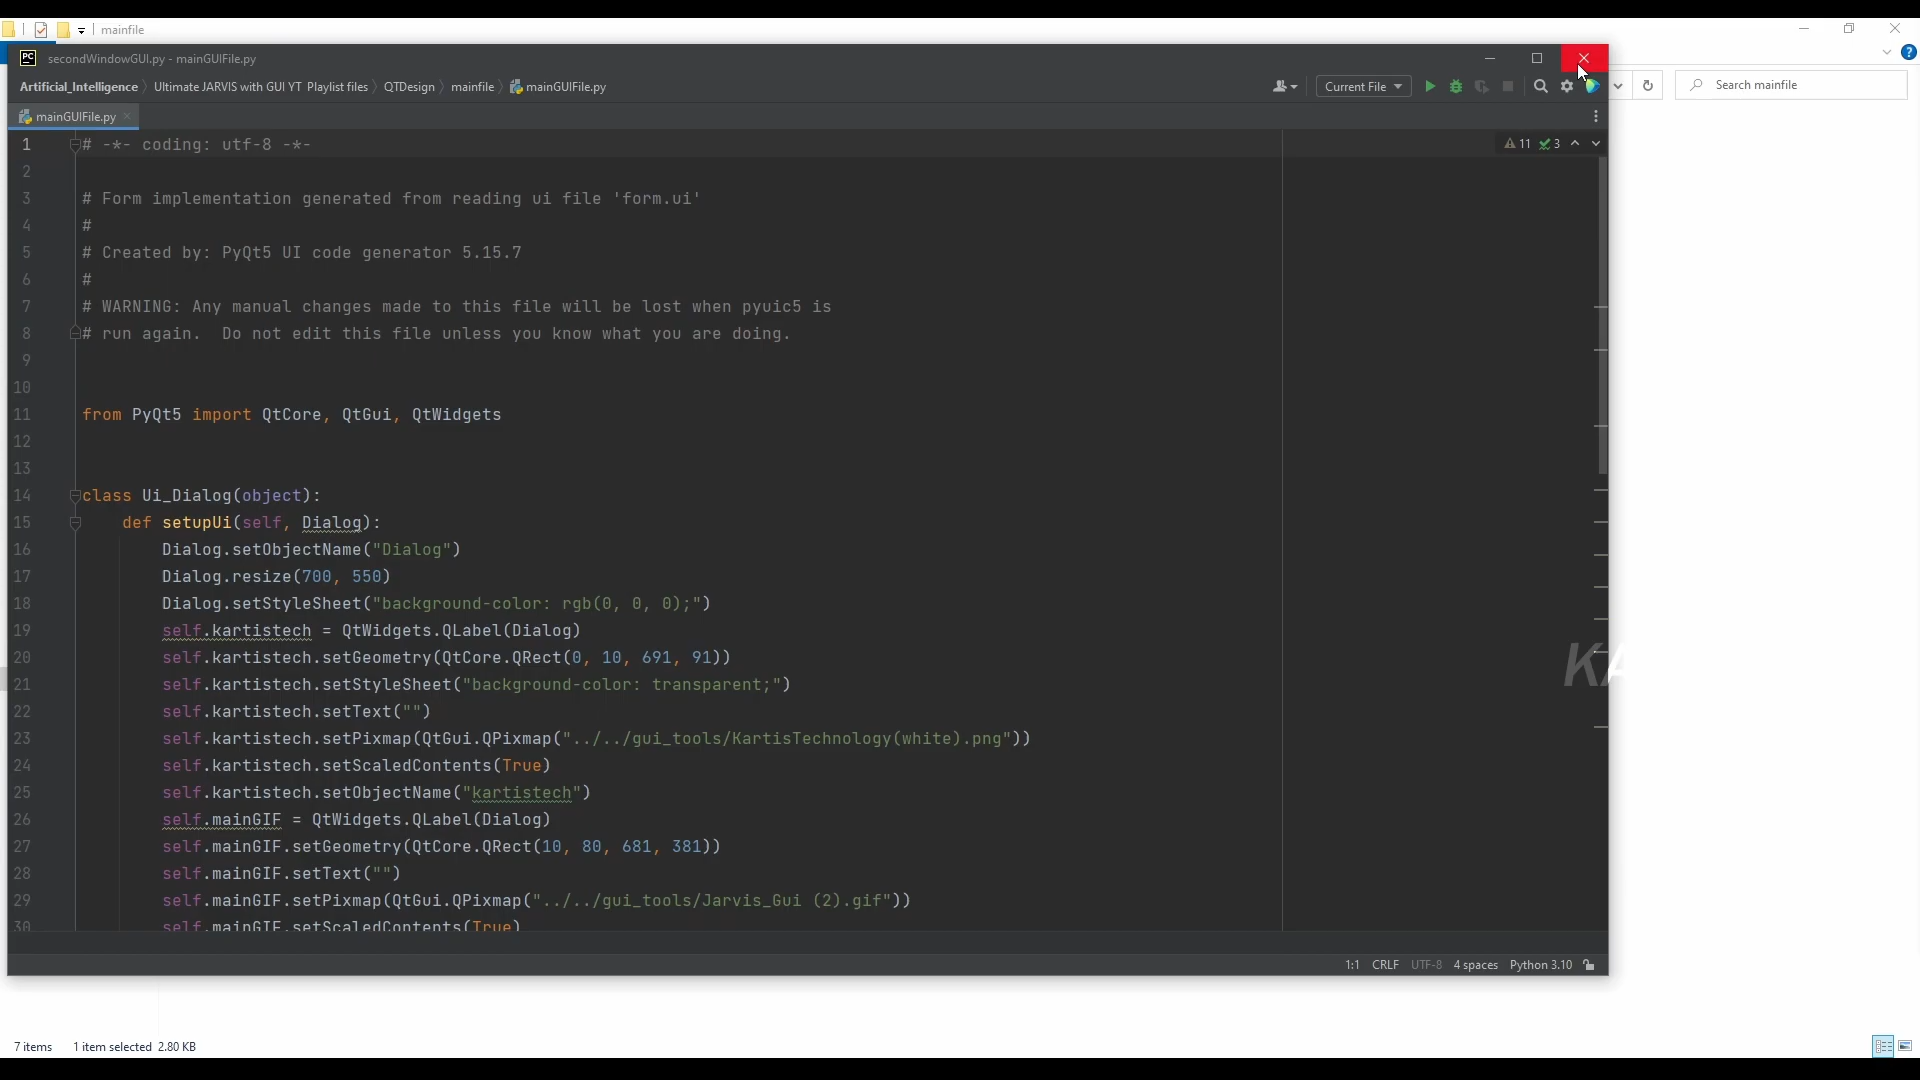 mainfile
PC secondWindowGUI.py - mainGUIFile.py
Artificial_Intelligence Ultimate JARVIS with GUI YT Playlist files QTDesign mainfile mainGUIFile.py
Current File
Search mainfile
mainGUIFile.py
11 3
1 # -*- coding: utf-8 -*-
2
3 # Form implementation generated from reading ui file 'form.ui'
4 #
5 # Created by: PyQt5 UI code generator 5.15.7
6 #
7 # WARNING: Any manual changes made to this file will be lost when pyuic5 is
8 # run again.  Do not edit this file unless you know what you are doing.
9
10
11 from PyQt5 import QtCore, QtGui, QtWidgets
12
13
14 class Ui_Dialog(object):
15 def setupUi(self, Dialog):
16 Dialog.setObjectName("Dialog")
17 Dialog.resize(700, 550)
18 Dialog.setStyleSheet("background-color: rgb(0, 0, 0);")
19 self.kartistech = QtWidgets.QLabel(Dialog)
20 self.kartistech.setGeometry(QtCore.QRect(0, 10, 691, 91))
21 self.kartistech.setStyleSheet("background-color: transparent;")
22 self.kartistech.setText("")
23 self.kartistech.setPixmap(QtGui.QPixmap("../../gui_tools/KartisTechnology(white).png"))
24 self.kartistech.setScaledContents(True)
25 self.kartistech.setObjectName("kartistech")
26 self.mainGIF = QtWidgets.QLabel(Dialog)
27 self.mainGIF.setGeometry(QtCore.QRect(10, 80, 681, 381))
28 self.mainGIF.setText("")
29 self.mainGIF.setPixmap(QtGui.QPixmap("../../gui_tools/Jarvis_Gui (2).gif"))
30 self.mainGIF.setScaledContents(True)
KA
1:1 CRLF UTF-8 4 spaces Python 3.10
7 items 1 item selected 2.80 KB